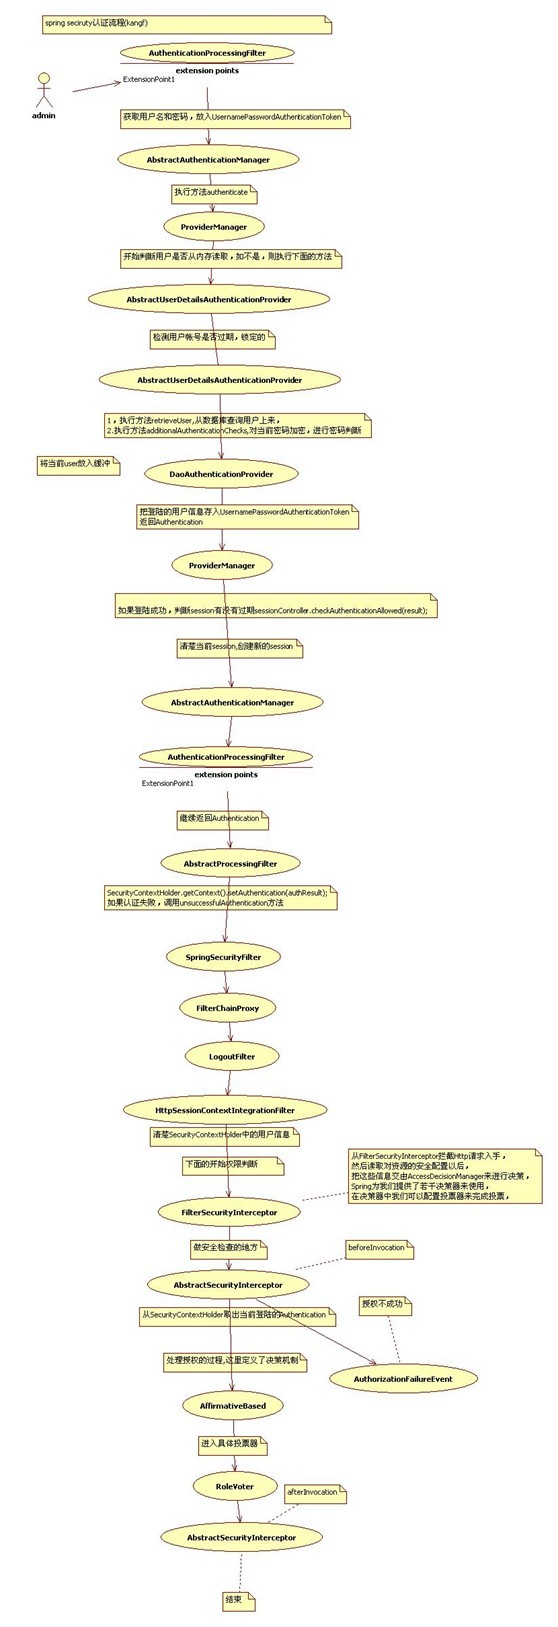 spring seciruty认证流程(kangf)
AuthenticationProcessingFilter
extension points
ExtensionPoint1
admin
获取用户名和密码，放入UsernamePasswordAuthenticationToken
AbstractAuthenticationManager
执行方法authenticate
ProviderManager
开始判断用户是否从内存读取，如不是，则执行下面的方法
AbstractUserDetailsAuthenticationProvider
检测用户帐号是否过期，锁定的
AbstractUserDetailsAuthenticationProvider
1，执行方法retrieveUser,从数据库查询用户上来，
2.执行方法additionalAuthenticationChecks,对当前密码加密，进行密码判断
将当前user放入缓冲
DaoAuthenticationProvider
把登陆的用户信息存入UsernamePasswordAuthenticationToken
返回Authentication
ProviderManager
如果登陆成功，判断session有没有过期sessionController.checkAuthenticationAllowed(result);
清楚当前session,创建新的session
AbstractAuthenticationManager
AuthenticationProcessingFilter
extension points
ExtensionPoint1
继续返回Authentication
AbstractProcessingFilter
SecurityContextHolder.getContext().setAuthentication(authResult);
如果认证失败，调用unsuccessfulAuthentication方法
SpringSecurityFilter
FilterChainProxy
LogoutFilter
HttpSessionContextIntegrationFilter
清楚SecurityContextHolder中的用户信息
下面的开始权限判断
从FilterSecurityInterceptor拦截Http请求入手，
然后读取对资源的安全配置以后，
把这些信息交由AccessDecisionManager来进行决策，
Spring为我们提供了若干决策器来使用，
在决策器中我们可以配置投票器来完成投票，
FilterSecurityInterceptor
做安全检查的地方
beforeInvocation
AbstractSecurityInterceptor
从SecurityContextHolder取出当前登陆的Authentication
授权不成功
处理授权的过程,这里定义了决策机制
AuthorizationFailureEvent
AffirmativeBased
进入具体投票器
RoleVoter
afterInvocation
AbstractSecurityInterceptor
结束